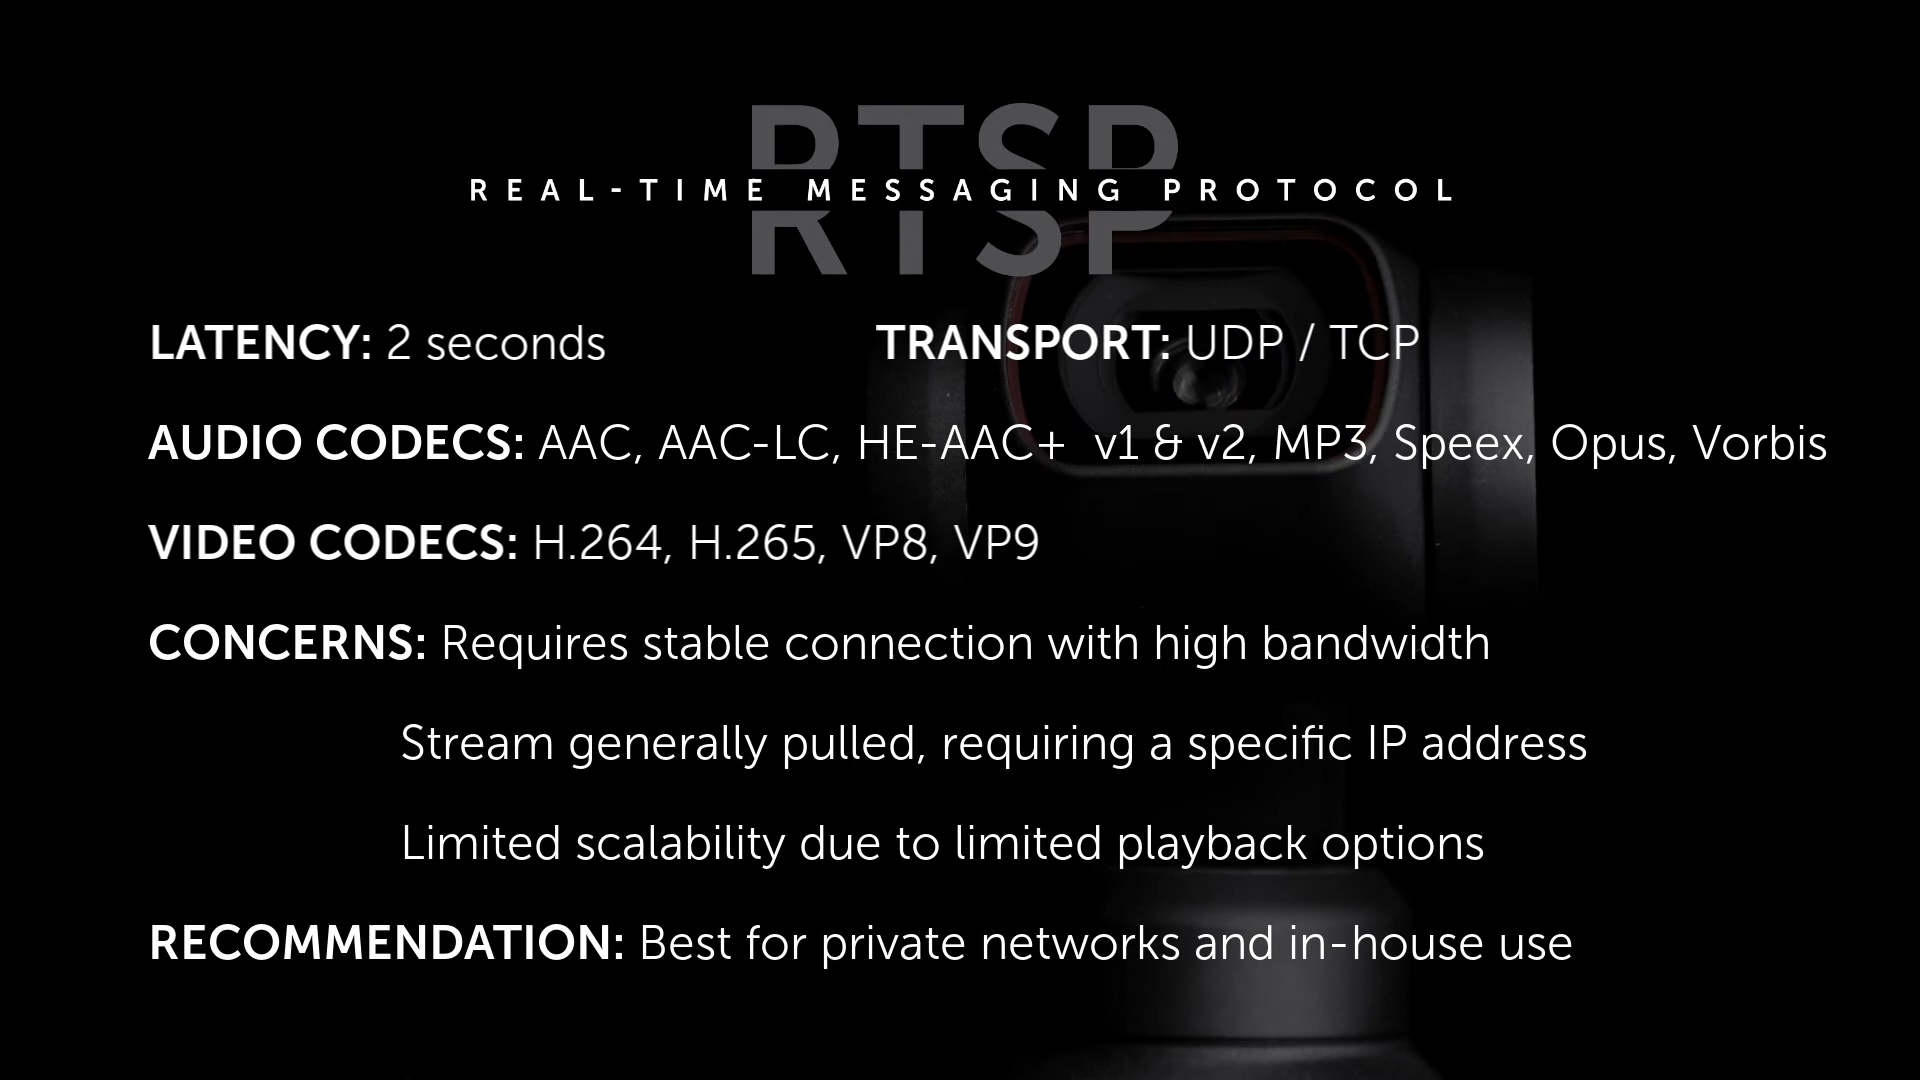 RTSP
REAL-TIME MESSAGING PROTOCOL
LATENCY: 2 seconds TRANSPORT: UDP / TCP
AUDIO CODECS: AAC, AAC-LC, HE-AAC+ v1 & v2, MP3, Speex, Opus, Vorbis
VIDEO CODECS: H.264, H.265, VP8, VP9
CONCERNS: Requires stable connection with high bandwidth
Stream generally pulled, requiring a specific IP address
Limited scalability due to limited playback options
RECOMMENDATION: Best for private networks and in-house use